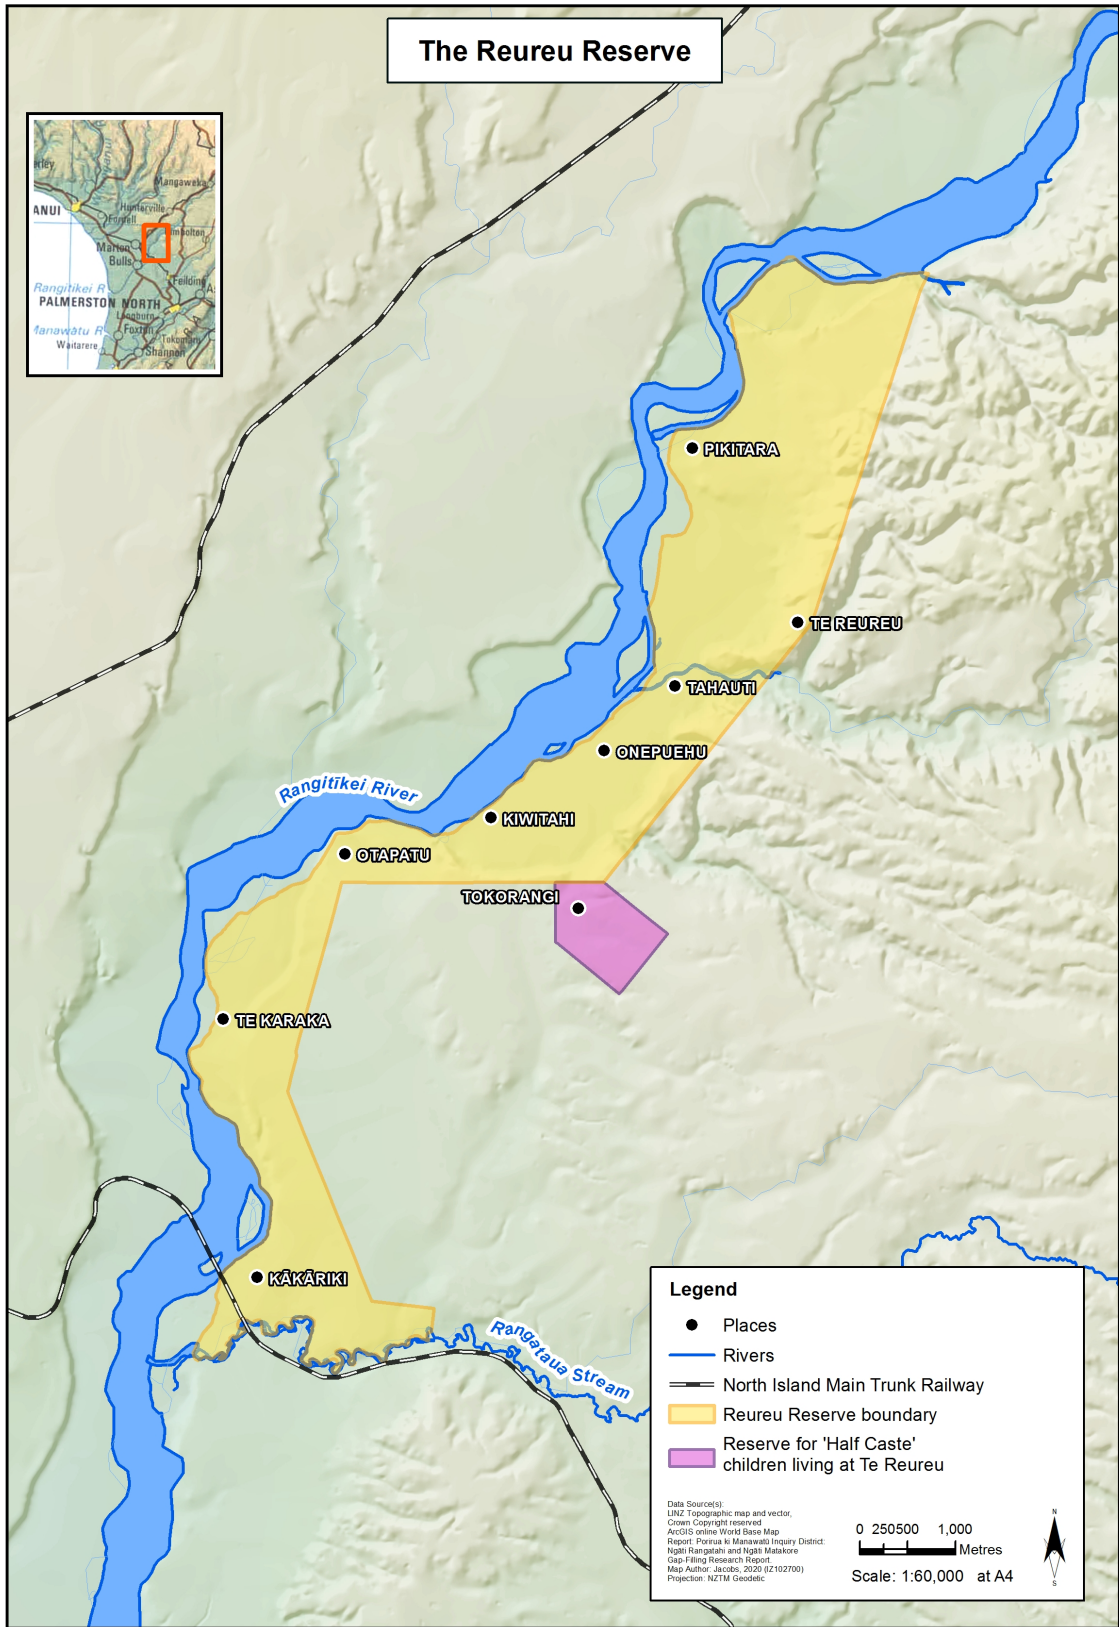 The Reureu Reserve
Mangaweka
ANUI
Hunterville
Marton
Bulls
Rangitikei R
Feilding
PALMERSTON NORTH
Longburn
Manawātu R
Foxton
Tokomaru
Waitarere
Shannon
PIKITARA
TE REUREU
TAHAUTI
ONEPUEHU
Rangitīkei River
KIWITAHI
OTAPATU
TOKORANGI
TE KARAKA
KĀKĀRIKI
Rangataua Stream
Legend
Places
Rivers
North Island Main Trunk Railway
Reureu Reserve boundary
Reserve for 'Half Caste'
children living at Te Reureu
Data Source(s):
LINZ Topographic map and vector,
Crown Copyright reserved
ArcGIS online World Base Map
Report: Porirua ki Manawatū Inquiry District:
Ngāti Rangatahi and Ngāti Matakore
Gap-Filling Research Report.
Map Author: Jacobs, 2020 (IZ102700)
Projection: NZTM Geodetic
0 250 500 1,000
Metres
Scale: 1:60,000 at A4
N
S